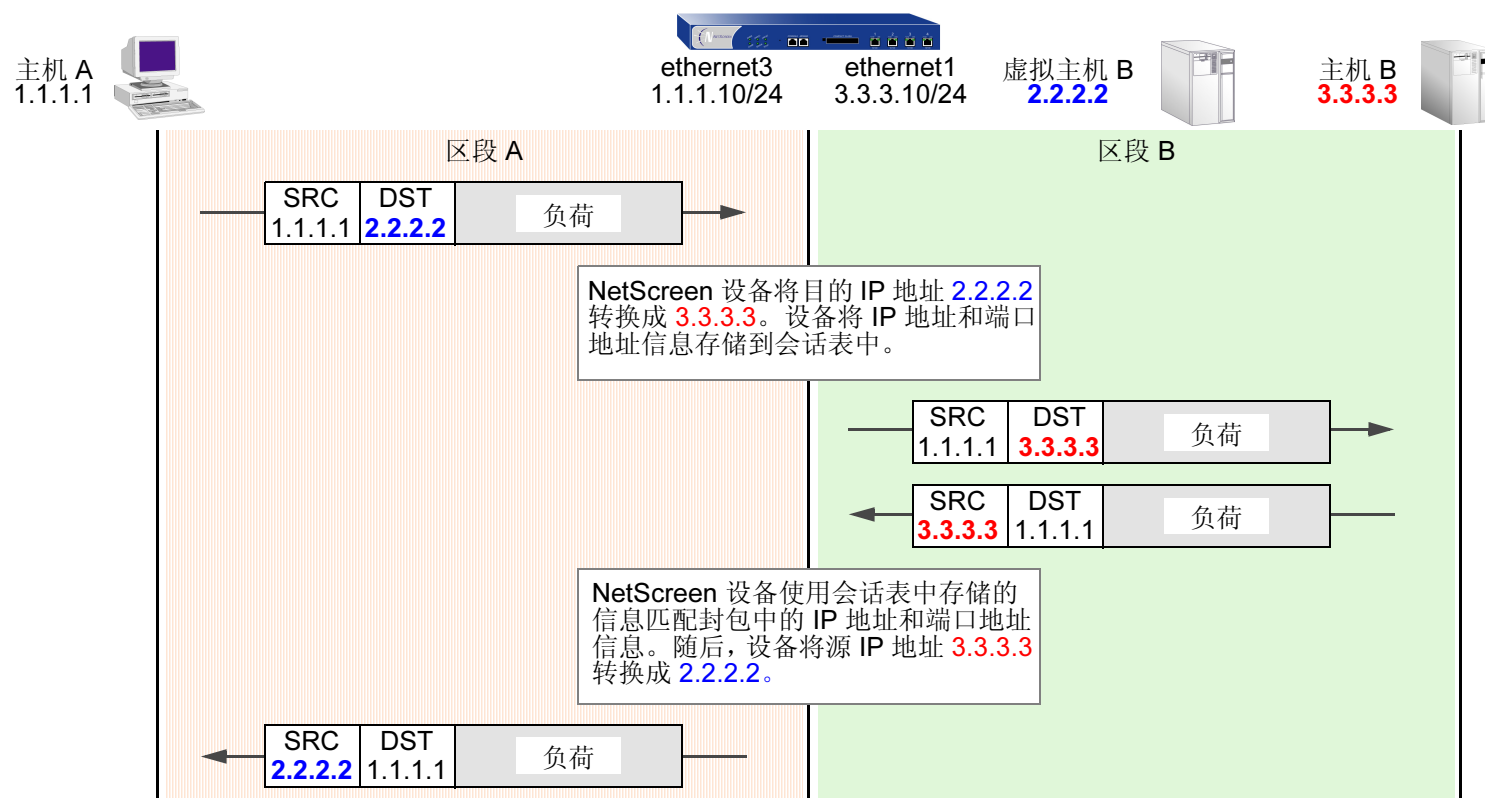 主机 A
1.1.1.1
NetScreen
ethernet3
1.1.1.10/24
ethernet1
3.3.3.10/24
虚拟主机 B
2.2.2.2
主机 B
3.3.3.3
区段 A
区段 B
SRC
1.1.1.1
DST
2.2.2.2
负荷
NetScreen 设备将目的 IP 地址 2.2.2.2
转换成 3.3.3.3。设备将 IP 地址和端口
地址信息存储到会话表中。
SRC
1.1.1.1
DST
3.3.3.3
负荷
SRC
3.3.3.3
DST
1.1.1.1
负荷
NetScreen 设备使用会话表中存储的
信息匹配封包中的 IP 地址和端口地址
信息。随后，设备将源 IP 地址 3.3.3.3
转换成 2.2.2.2。
SRC
2.2.2.2
DST
1.1.1.1
负荷